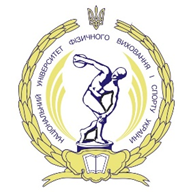 НАЦІОНАЛЬНИЙ УНІВЕРСИТЕТ ФІЗИЧНОГО ВИХОВАННЯ І СПОРТУ УКРАЇНИ